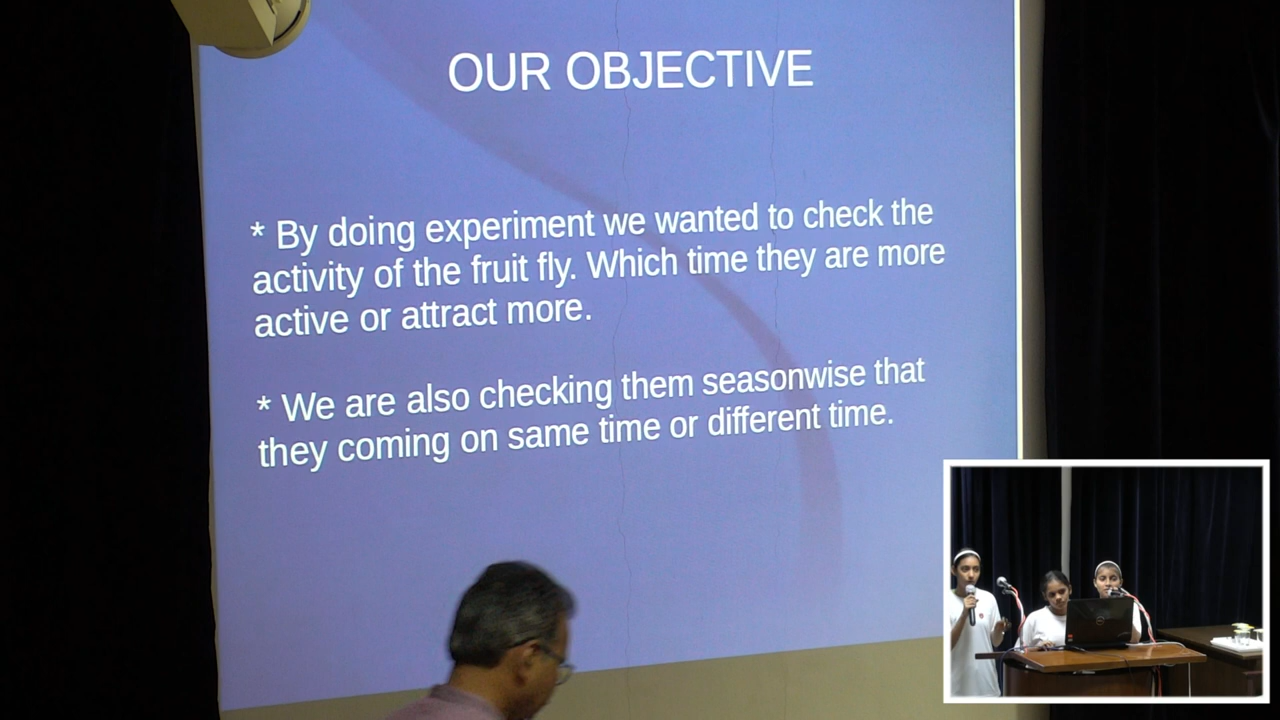 OUR OBJECTIVE
* By doing experiment we wanted to check the
activity of the fruit fly. Which time they are more
active or attract more.
* We are also checking them seasonwise that
they coming on same time or different time.